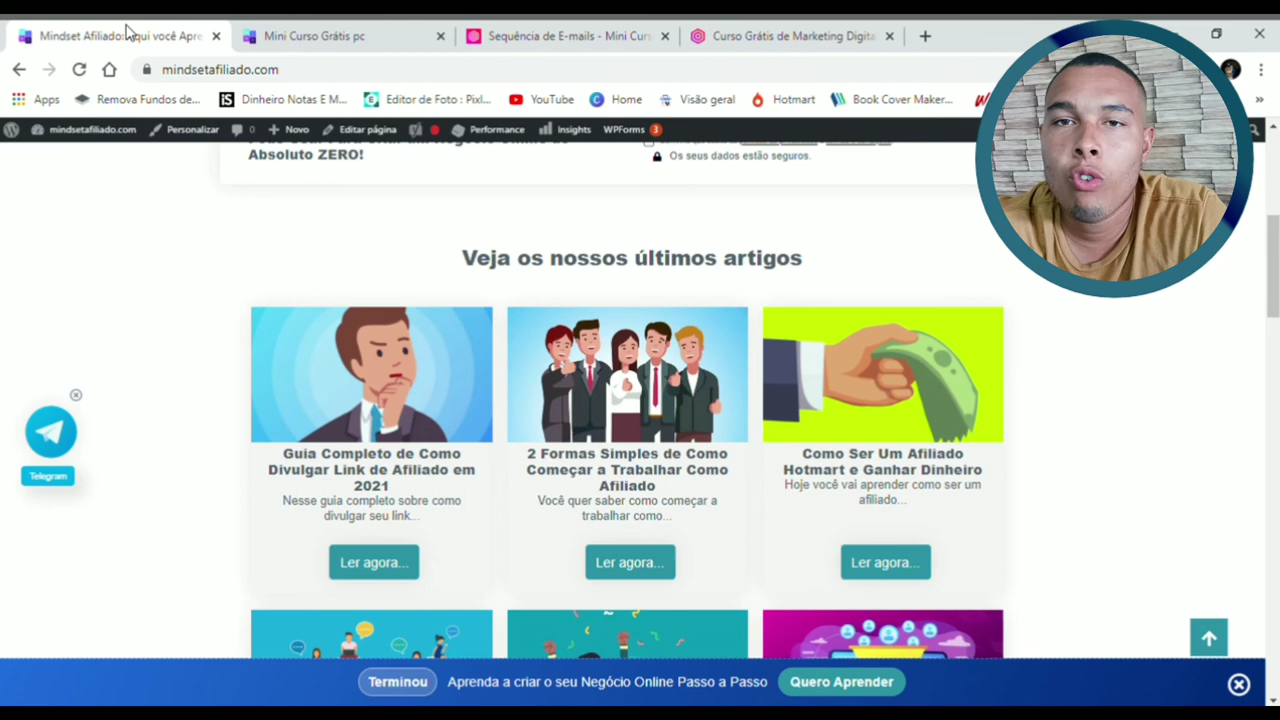 Mindset Afiliado: Aqui você Apre
Mini Curso Grátis pc
Sequência de E-mails - Mini Curs
Curso Grátis de Marketing Digita
mindsetafiliado.com
Apps
Remova Fundos de...
Dinheiro Notas E M...
Editor de Foto : Pixl...
YouTube
Home
Visão geral
Hotmart
Book Cover Maker...
mindsetafiliado.com
Personalizar
0
Novo
Editar página
Performance
Insights
WPForms
3
Absoluto ZERO!
Os seus dados estão seguros.
Veja os nossos últimos artigos
Guia Completo de Como
Divulgar Link de Afiliado em
2021
Nesse guia completo sobre como
divulgar seu link...
Ler agora...
2 Formas Simples de Como
Começar a Trabalhar Como
Afiliado
Você quer saber como começar a
trabalhar como...
Ler agora...
Como Ser Um Afiliado
Hotmart e Ganhar Dinheiro
Hoje você vai aprender como ser um
afiliado...
Ler agora...
Telegram
Terminou
Aprenda a criar o seu Negócio Online Passo a Passo
Quero Aprender